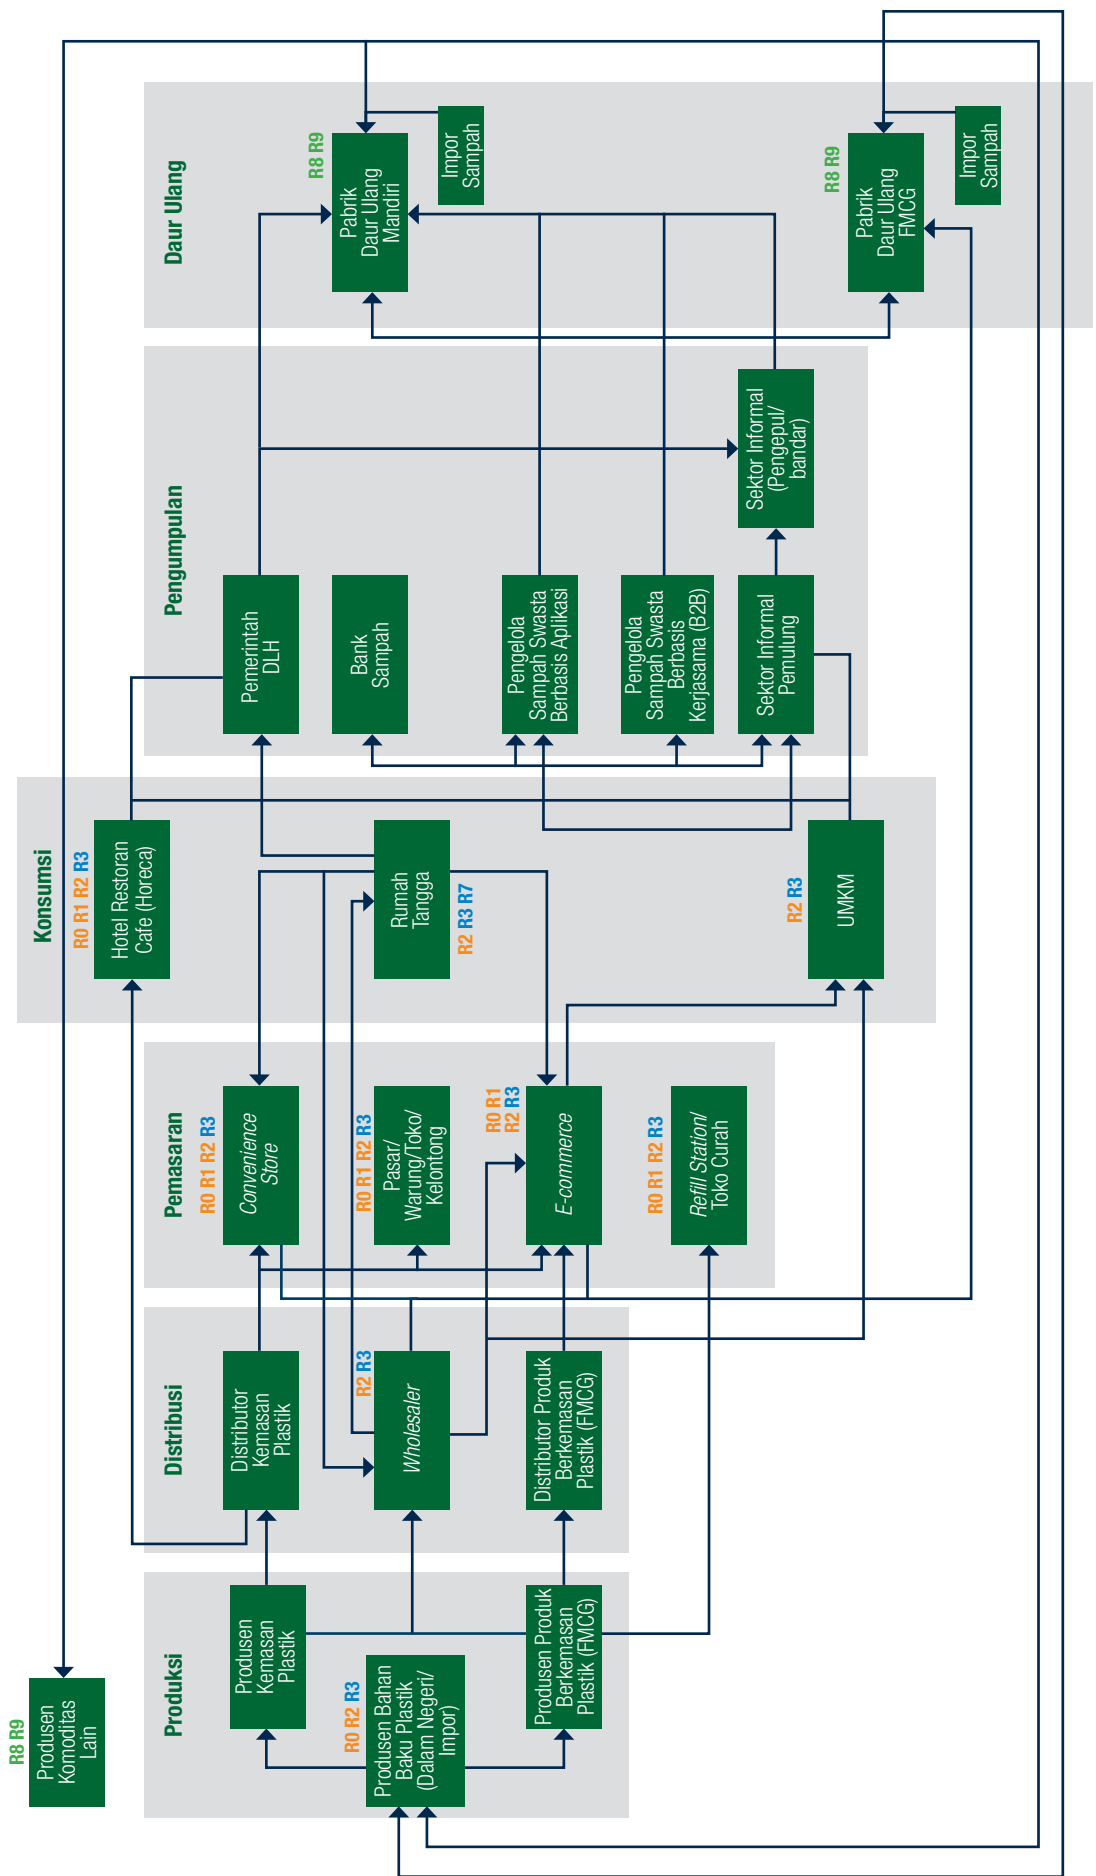 R8 R9
Produsen
Komoditas
Lain
Produksi
Produsen
Kemasan
Plastik
R0 R2 R3
Produsen Bahan
Baku Plastik
(Dalam Negeri/
Impor)
Produsen Produk
Berkemasan
Plastik (FMCG)
Distribusi
Distributor
Kemasan
Plastik
R2 R3
Wholesaler
Distributor Produk
Berkemasan
Plastik (FMCG)
Pemasaran
R0 R1 R2 R3
Convenience
Store
R0 R1 R2 R3
Pasar/
Warung/Toko/
Kelontong
R0 R1
R2 R3
E-commerce
R0 R1 R2 R3
Refill Station/
Toko Curah
Konsumsi
R0 R1 R2 R3
Hotel Restoran
Cafe (Horeca)
Rumah
Tangga
R2 R3 R7
R2 R3
UMKM
Pengumpulan
Pemerintah
DLH
Bank
Sampah
Pengelola
Sampah Swasta
Berbasis Aplikasi
Pengelola
Sampah Swasta
Berbasis
Kerjasama (B2B)
Sektor Informal
Pemulung
Sektor Informal
(Pengepul/
bandar)
Daur Ulang
R8 R9
Pabrik
Daur Ulang
Mandiri
Impor
Sampah
R8 R9
Pabrik
Daur Ulang
FMCG
Impor
Sampah